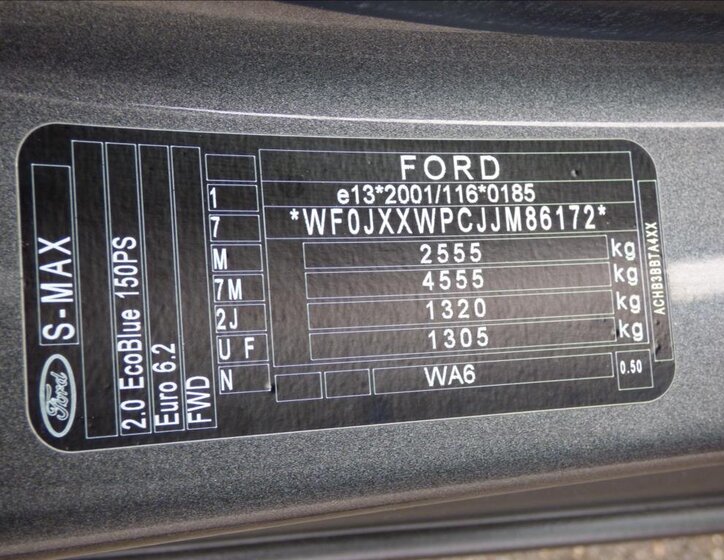 FORD
e13*2001/116*0185
*WF0JXXWPCJJM86172*
2555 kg
4555 kg
1320 kg
1305 kg
WA6
0.50
1
7
M
7M
2J
U F
N
S-MAX
Ford
2.0 EcoBlue 150PS
Euro 6.2
FWD
ACHB3BBTA4XX